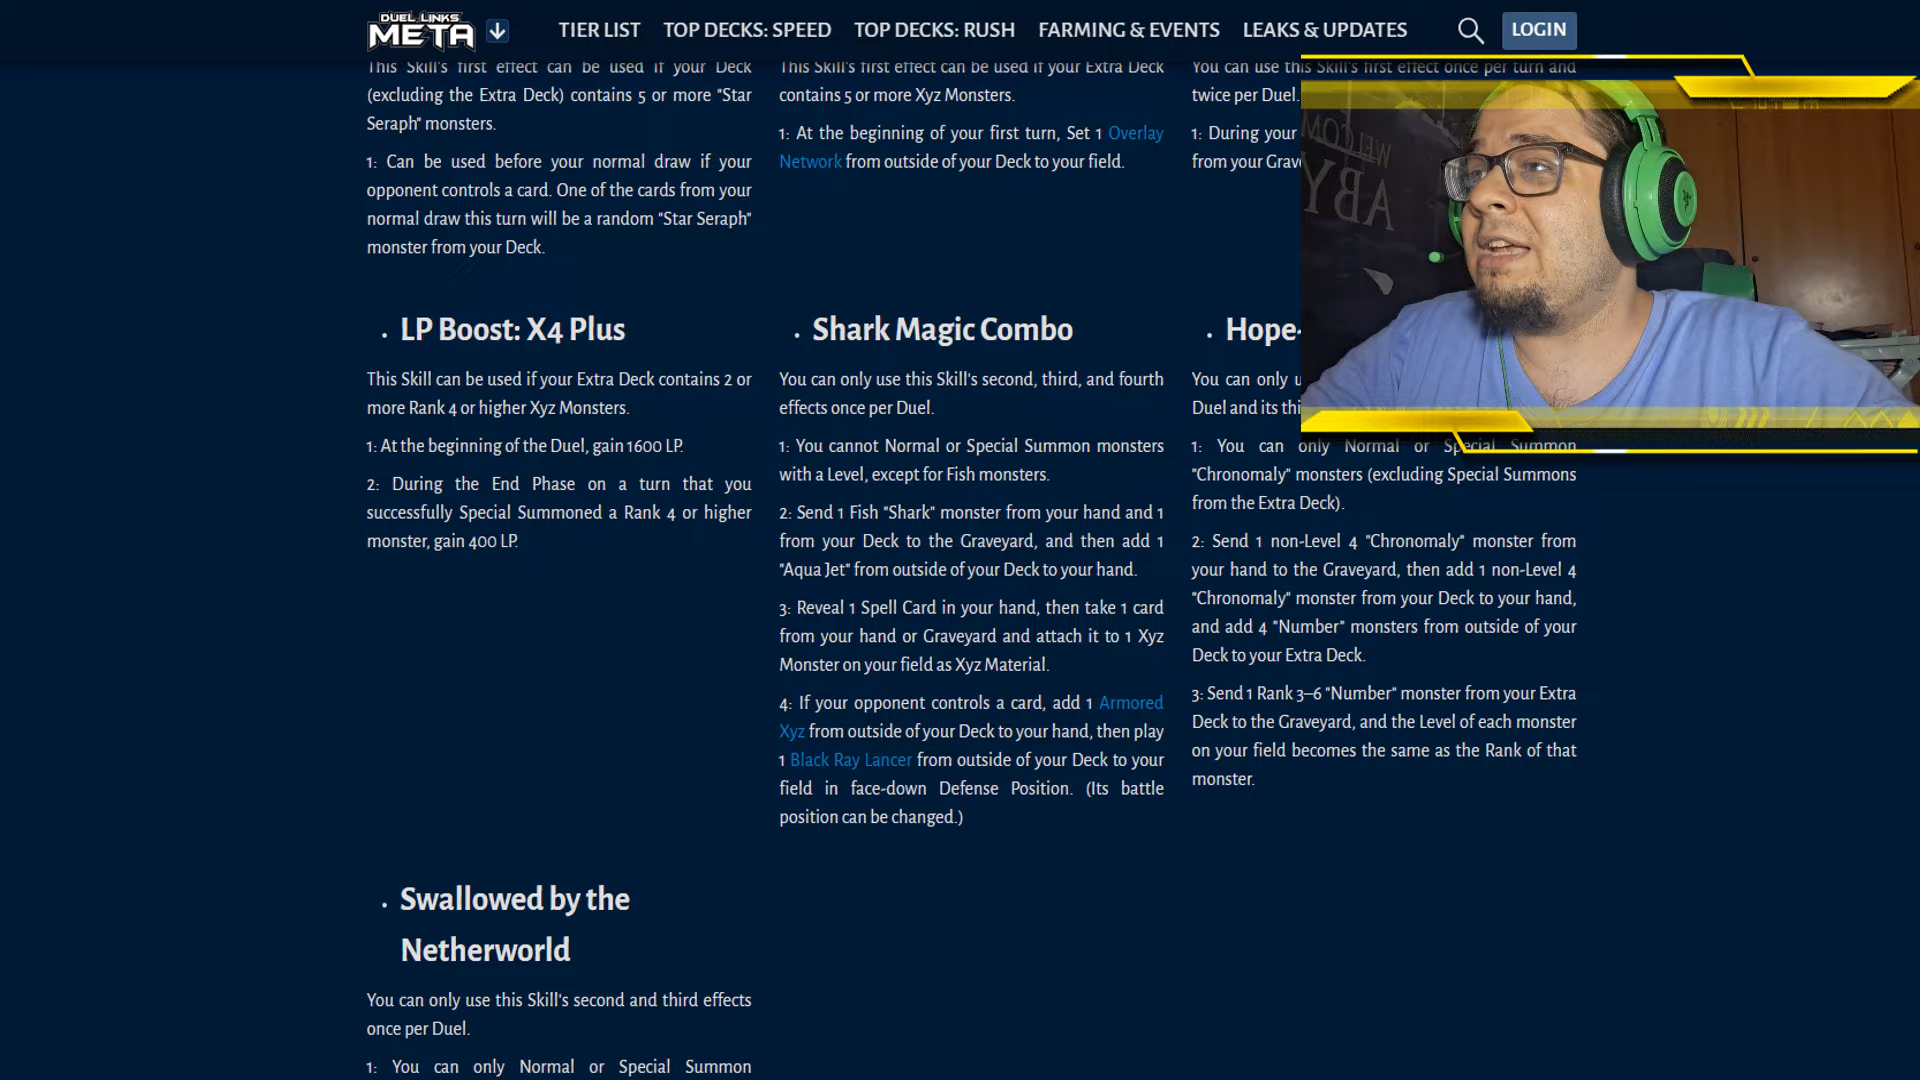 DUEL LINKS
META
TIER LIST
TOP DECKS: SPEED
TOP DECKS: RUSH
FARMING & EVENTS
LEAKS & UPDATES
LOGIN
This Skill's first effect can be used if your Deck
(excluding the Extra Deck) contains 5 or more "Star
Seraph" monsters.
1: Can be used before your normal draw if your
opponent controls a card. One of the cards from your
normal draw this turn will be a random "Star Seraph"
monster from your Deck.
This Skill's first effect can be used if your Extra Deck
contains 5 or more Xyz Monsters.
1: At the beginning of your first turn, Set 1 Overlay
Network from outside of your Deck to your field.
You can use this Skill's first effect once per turn and
twice per Duel.
1: During your
from your Grav
• LP Boost: X4 Plus
This Skill can be used if your Extra Deck contains 2 or
more Rank 4 or higher Xyz Monsters.
1: At the beginning of the Duel, gain 1600 LP.
2: During the End Phase on a turn that you
successfully Special Summoned a Rank 4 or higher
monster, gain 400 LP.
• Shark Magic Combo
You can only use this Skill's second, third, and fourth
effects once per Duel.
1: You cannot Normal or Special Summon monsters
with a Level, except for Fish monsters.
2: Send 1 Fish "Shark" monster from your hand and 1
from your Deck to the Graveyard, and then add 1
"Aqua Jet" from outside of your Deck to your hand.
3: Reveal 1 Spell Card in your hand, then take 1 card
from your hand or Graveyard and attach it to 1 Xyz
Monster on your field as Xyz Material.
4: If your opponent controls a card, add 1 Armored
Xyz from outside of your Deck to your hand, then play
1 Black Ray Lancer from outside of your Deck to your
field in face-down Defense Position. (Its battle
position can be changed.)
• Hope-
You can only u
Duel and its thi
1: You can only Normal or Special Summon
"Chronomaly" monsters (excluding Special Summons
from the Extra Deck).
2: Send 1 non-Level 4 "Chronomaly" monster from
your hand to the Graveyard, then add 1 non-Level 4
"Chronomaly" monster from your Deck to your hand,
and add 4 "Number" monsters from outside of your
Deck to your Extra Deck.
3: Send 1 Rank 3–6 "Number" monster from your Extra
Deck to the Graveyard, and the Level of each monster
on your field becomes the same as the Rank of that
monster.
• Swallowed by the
Netherworld
You can only use this Skill's second and third effects
once per Duel.
1: You can only Normal or Special Summon